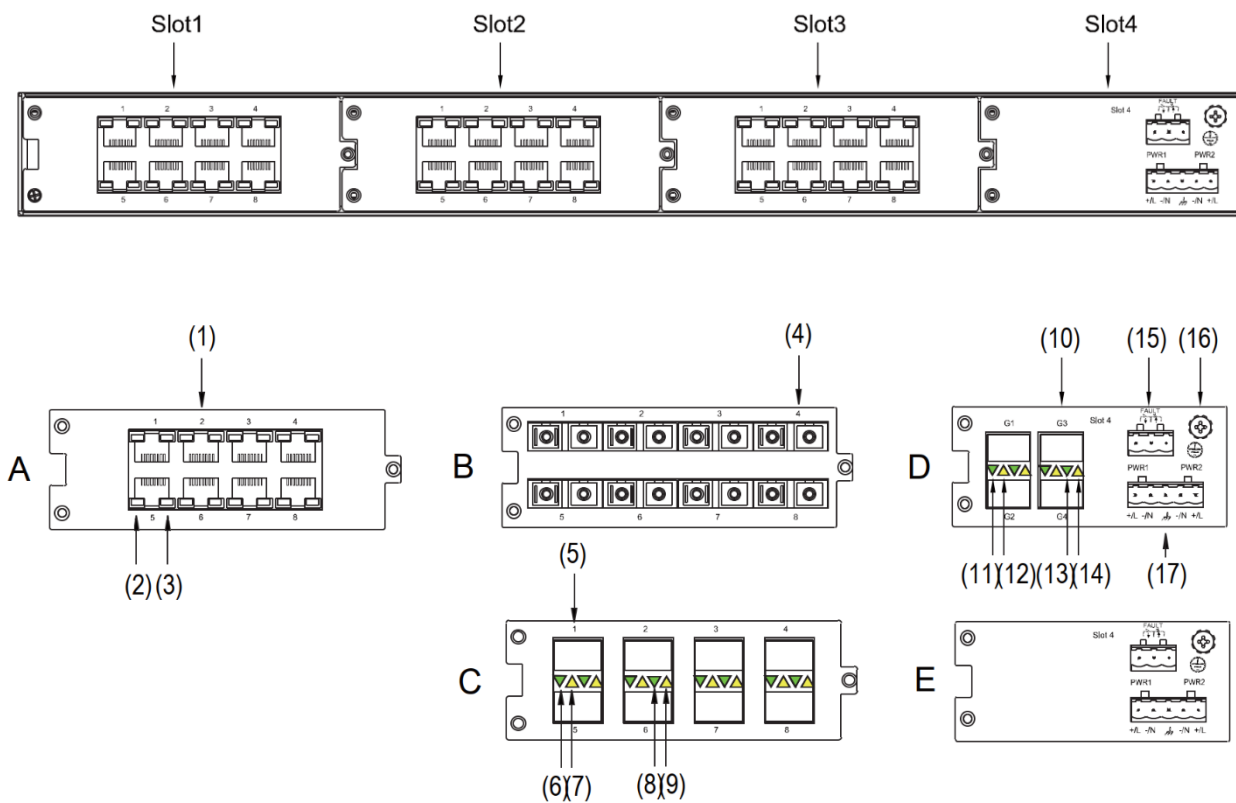 Slot1 Slot2 Slot3 Slot4
1 2 3 4 1 2 3 4 1 2 3 4 Slot 4 FAULT
PWR1 PWR2
5 6 7 8 5 6 7 8 5 6 7 8 +/L -/N -/N +/L
(1) (4) (10) (15) (16)
1 2 3 4 1 2 3 4 G1 G3 Slot 4 FAULT
A B D
PWR1 PWR2
5 6 7 8 5 6 7 8 G2 G4 +/L -/N -/N +/L
(2) (3) (5) (11) (12) (13) (14) (17)
1 2 3 4 Slot 4 FAULT
C E
PWR1 PWR2
5 6 7 8 +/L -/N -/N +/L
(6) (7) (8) (9)